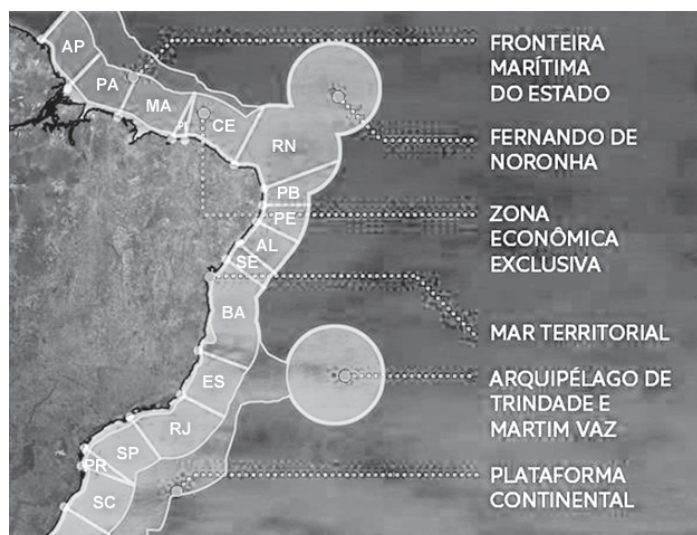 AP
PA
MA
PI
CE
RN
PB
PE
AL
SE
BA
ES
RJ
SP
PR
SC
FRONTEIRA
MARÍTIMA
DO ESTADO
FERNANDO DE
NORONHA
ZONA
ECONÔMICA
EXCLUSIVA
MAR TERRITORIAL
ARQUIPÉLAGO DE
TRINDADE E
MARTIM VAZ
PLATAFORMA
CONTINENTAL